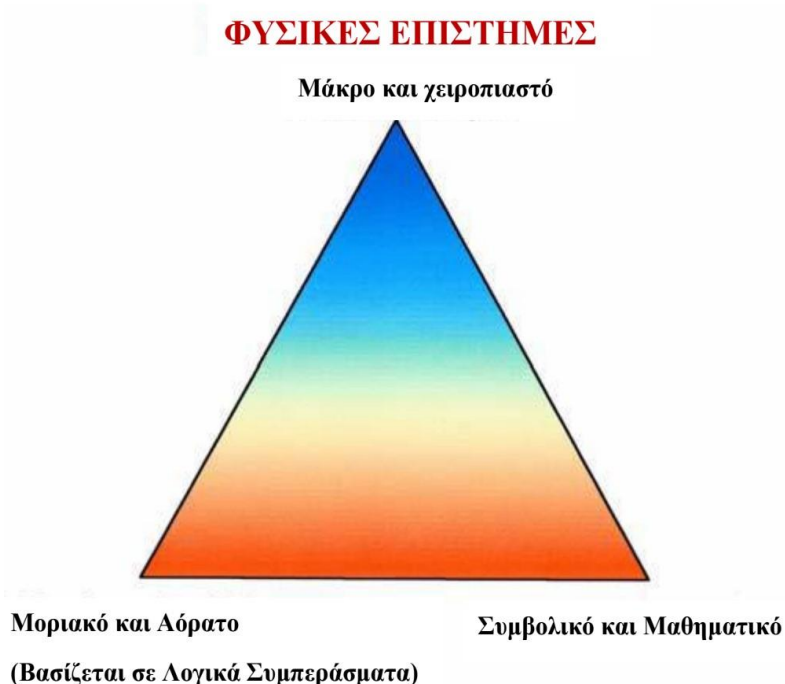 ΦΥΣΙΚΕΣ ΕΠΙΣΤΗΜΕΣ
Μάκρο και χειροπιαστό
Μοριακό και Αόρατο
(Βασίζεται σε Λογικά Συμπεράσματα)
Συμβολικό και Μαθηματικό